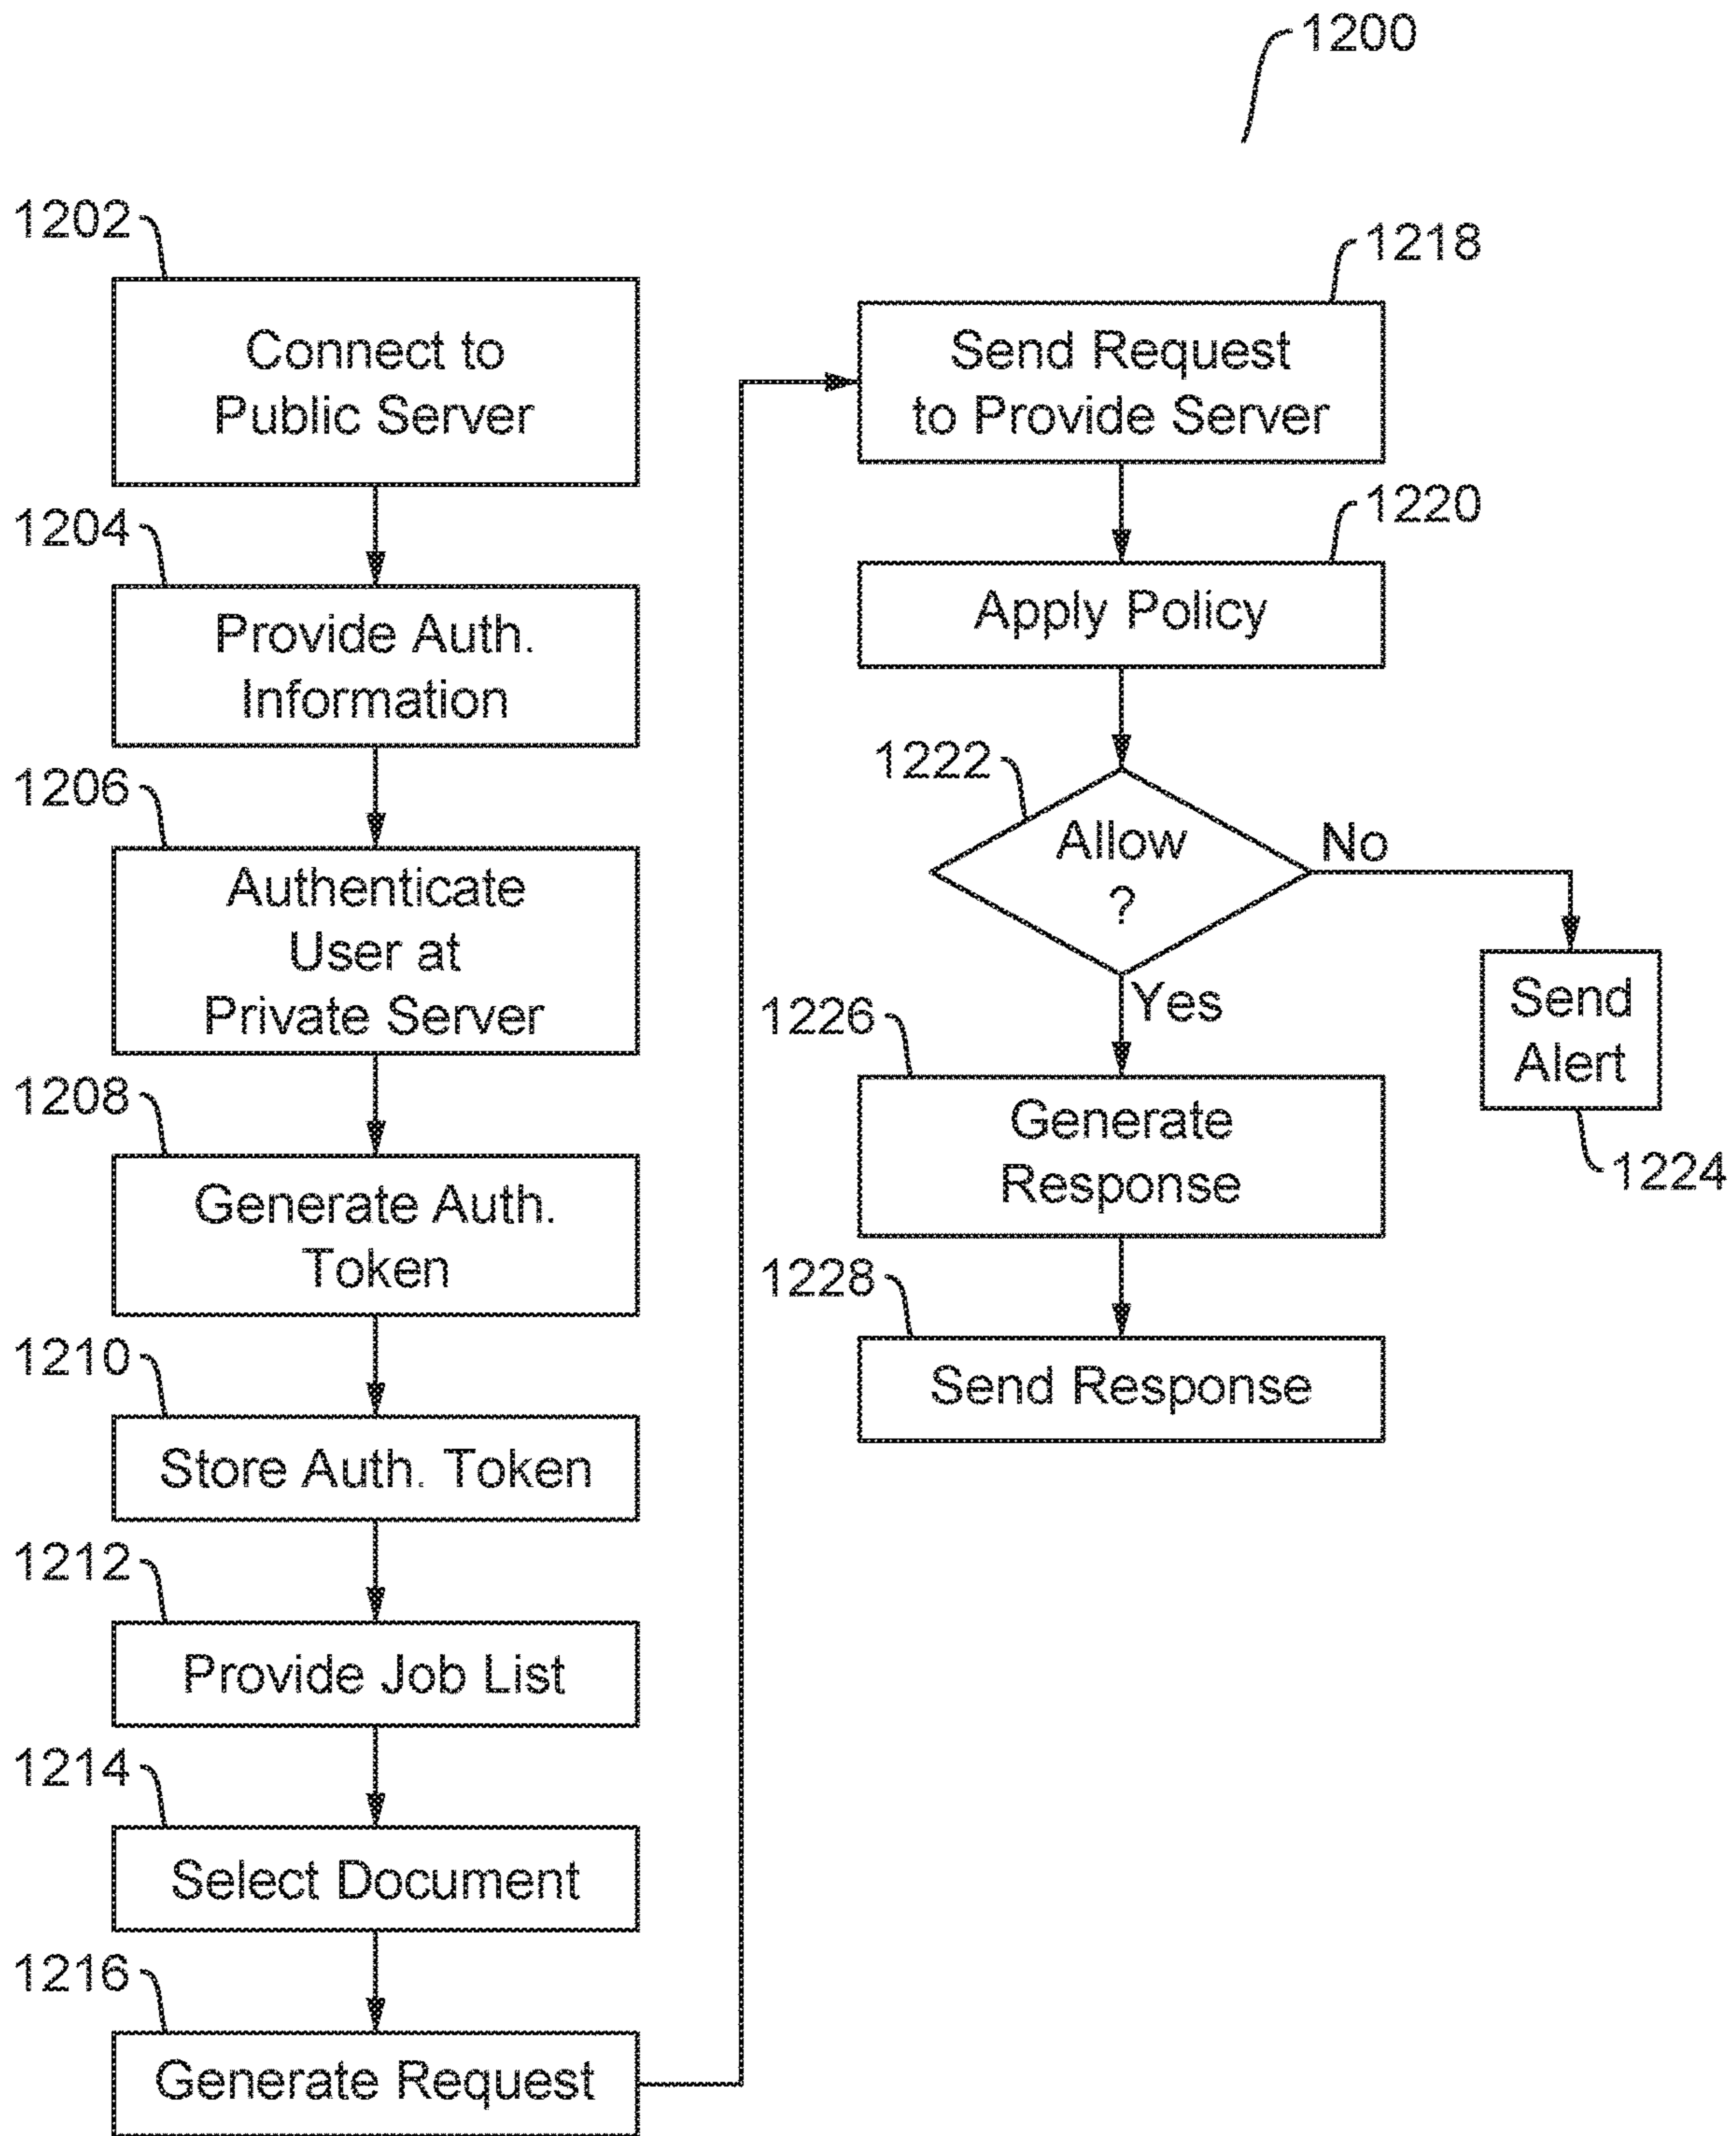 1200
1202
Connect to
Public Server
1204
Provide Auth.
Information
1206
Authenticate
User at
Private Server
1208
Generate Auth.
Token
1210
Store Auth. Token
1212
Provide Job List
1214
Select Document
1216
Generate Request
1218
Send Request
to Provide Server
1220
Apply Policy
1222
Allow
?
No
Send
Alert
1224
Yes
1226
Generate
Response
1228
Send Response